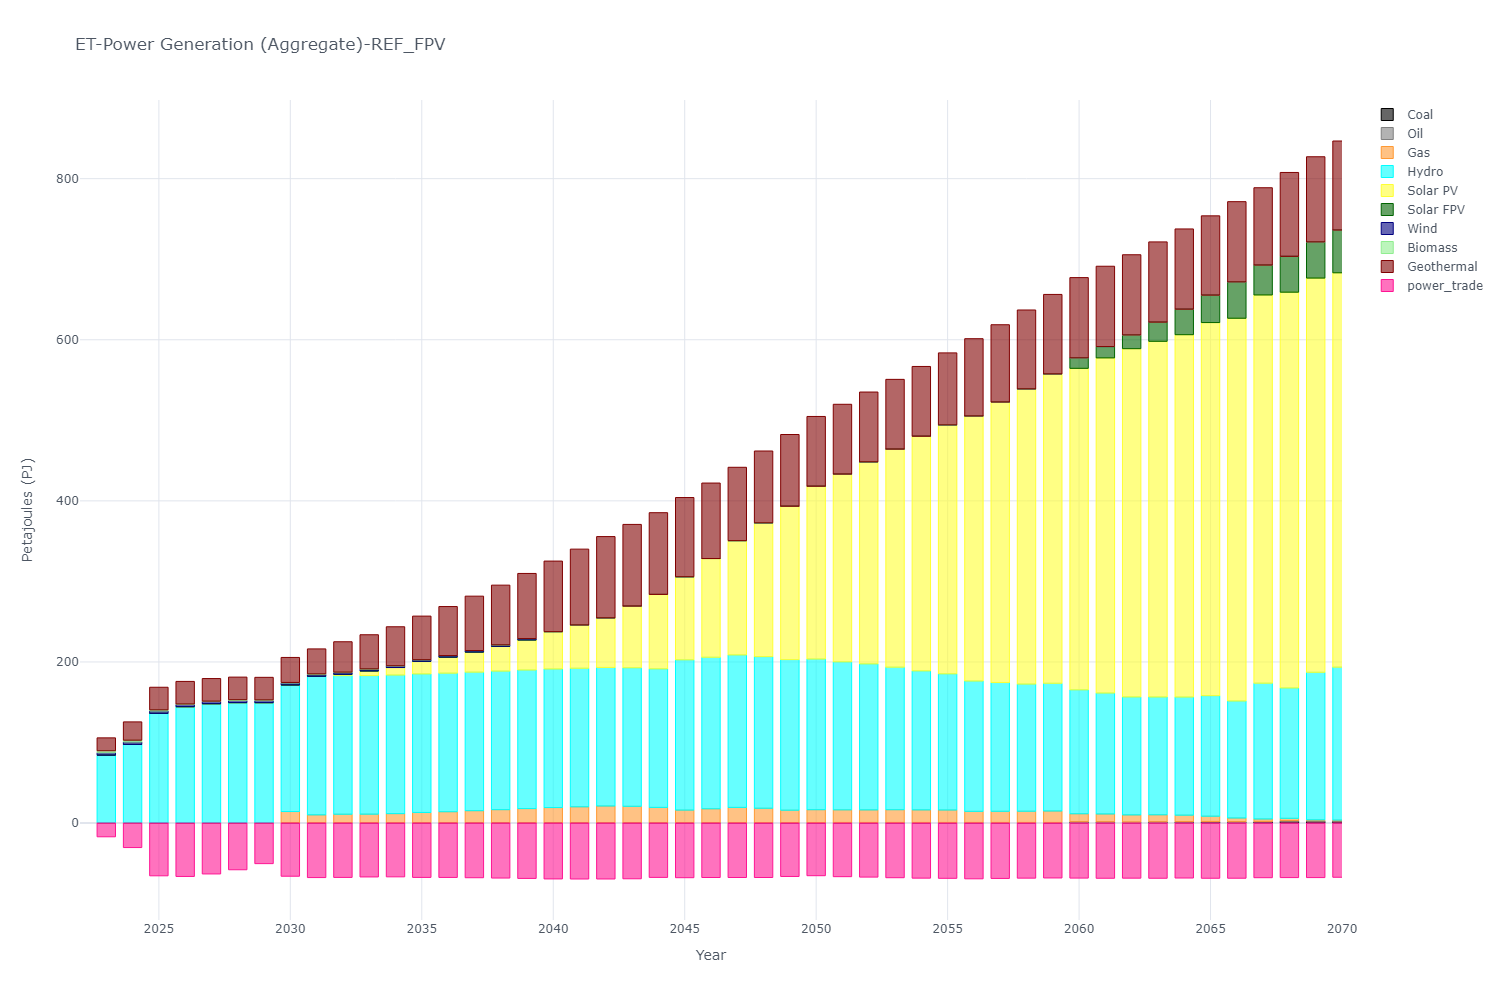 ET-Power Generation (Aggregate)-REF_FPV
Coal
Oil
Gas
Hydro
Solar PV
Solar FPV
Wind
Biomass
Geothermal
power_trade
Petajoules (PJ)
800
600
400
200
0
2025
2030
2035
2040
2045
2050
2055
2060
2065
2070
Year